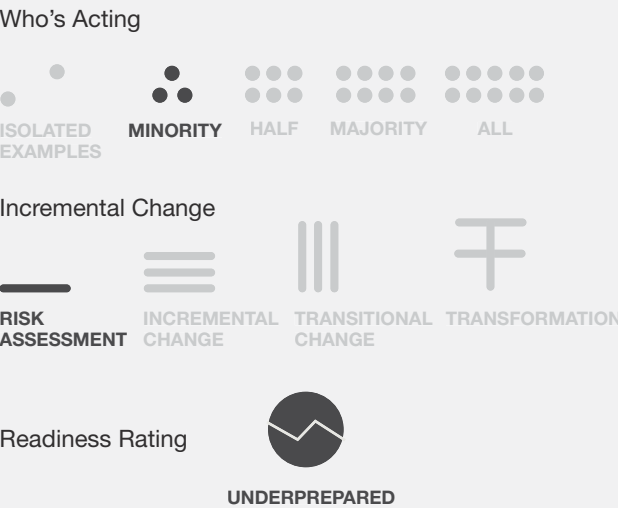 Who’s Acting
ISOLATED EXAMPLES
MINORITY
HALF
MAJORITY
ALL
Incremental Change
RISK ASSESSMENT
INCREMENTAL CHANGE
TRANSITIONAL CHANGE
TRANSFORMATION
Readiness Rating
UNDERPREPARED